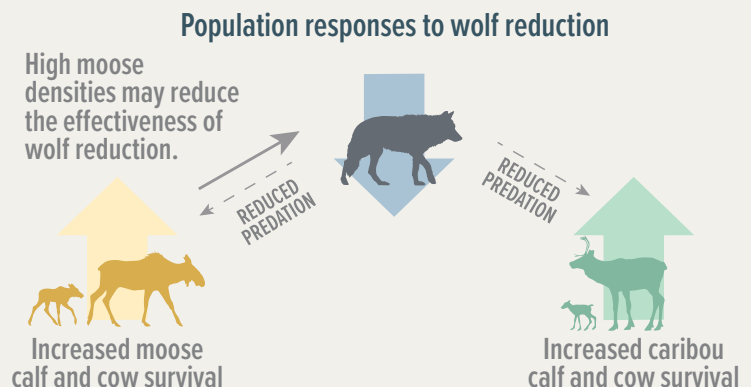 Population responses to wolf reduction
High moose
densities may reduce
the effectiveness of
wolf reduction.
REDUCED
PREDATION
REDUCED
PREDATION
Increased moose
calf and cow survival
Increased caribou
calf and cow survival